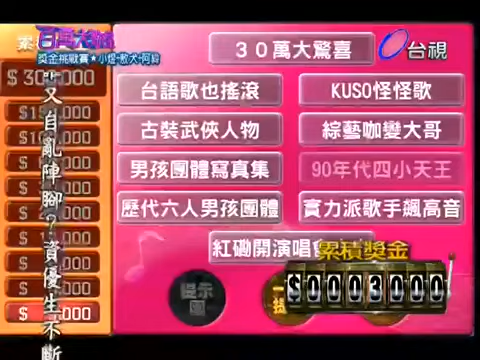 累百萬大歌星
獎金挑戰賽★小煜·敖犬·阿緯
台視
30萬大驚喜
台語歌也搖滾
KUSO怪怪歌
古裝武俠人物
綜藝咖變大哥
男孩團體寫真集
90年代四小天王
歷代六人男孩團體
實力派歌手飆高音
紅磡開演唱會
累積獎金
$0003000
提示
又自亂陣腳？資優生不斷
$300,000